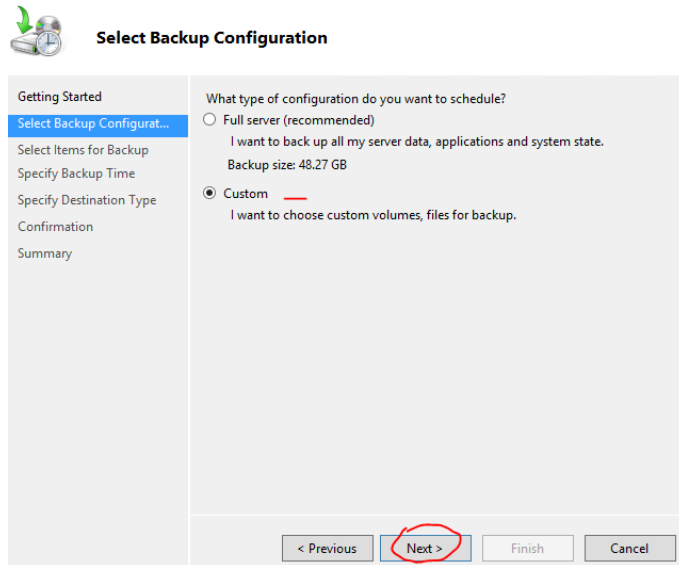 Select Backup Configuration
Getting Started
Select Backup Configurat...
Select Items for Backup
Specify Backup Time
Specify Destination Type
Confirmation
Summary
What type of configuration do you want to schedule?
Full server (recommended)
I want to back up all my server data, applications and system state.
Backup size: 48.27 GB
Custom
I want to choose custom volumes, files for backup.
< Previous
Next >
Finish
Cancel